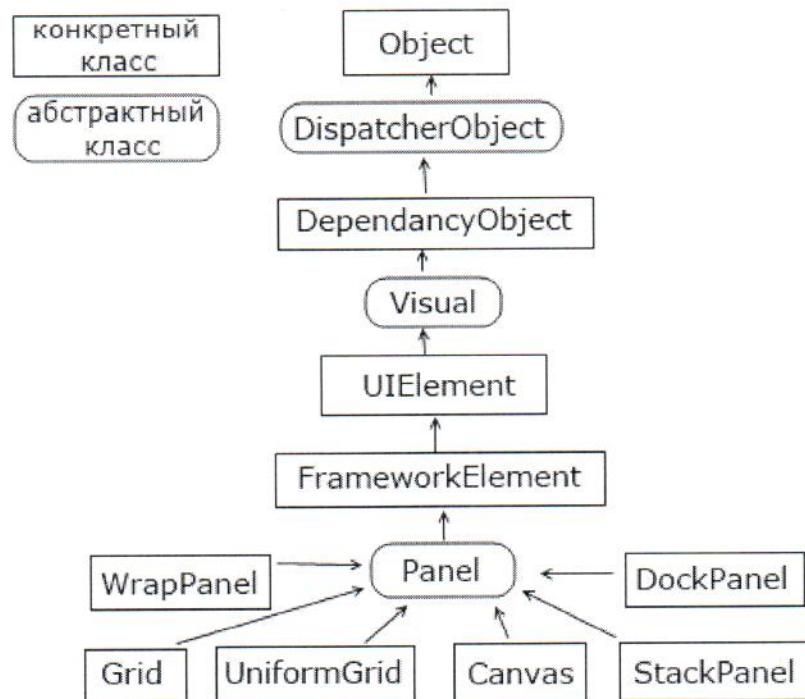 конкретный
класс
Object
абстрактный
класс
DispatcherObject
DependancyObject
Visual
UIElement
FrameworkElement
Panel
WrapPanel
DockPanel
Grid
UniformGrid
Canvas
StackPanel